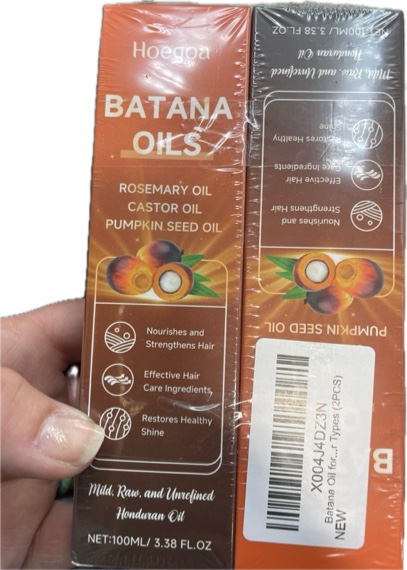 Hoegoa
BATANA
OILS
ROSEMARY OIL
CASTOR OIL
PUMPKIN SEED OIL
Nourishes and
Strengthens Hair
Effective Hair
Care Ingredients,
Restores Healthy
Shine
Mild, Raw, and Unrefined
Honduran Oil
NET:100ML/ 3.38 FL.OZ
NET:100ML/ 3.38 FL.OZ
Honduran Oil
Mild, Raw, and Unrefined
Shine
Restores Healthy
Care Ingredients
Effective Hair
Strengthens Hair
Nourishes and
PUMPKIN SEED OIL
X004J4DZ3N
Batana Oil for...r Types (2PCS)
NEW
B